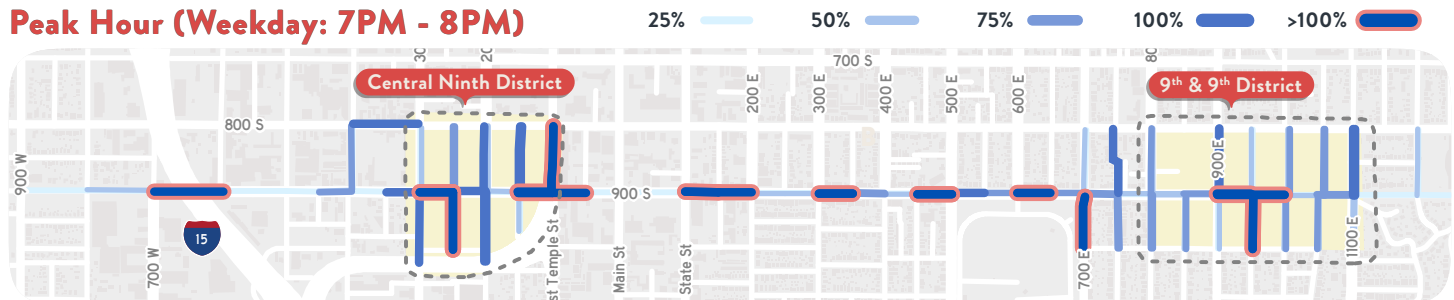 Peak Hour (Weekday: 7PM - 8PM)
25%
50%
75%
100%
>100%
Central Ninth District
9th & 9th District
700 S
800 S
900 S
900 W
700 W
15
Main St
State St
200 E
300 E
400 E
500 E
600 E
700 E
900 E
1100 E